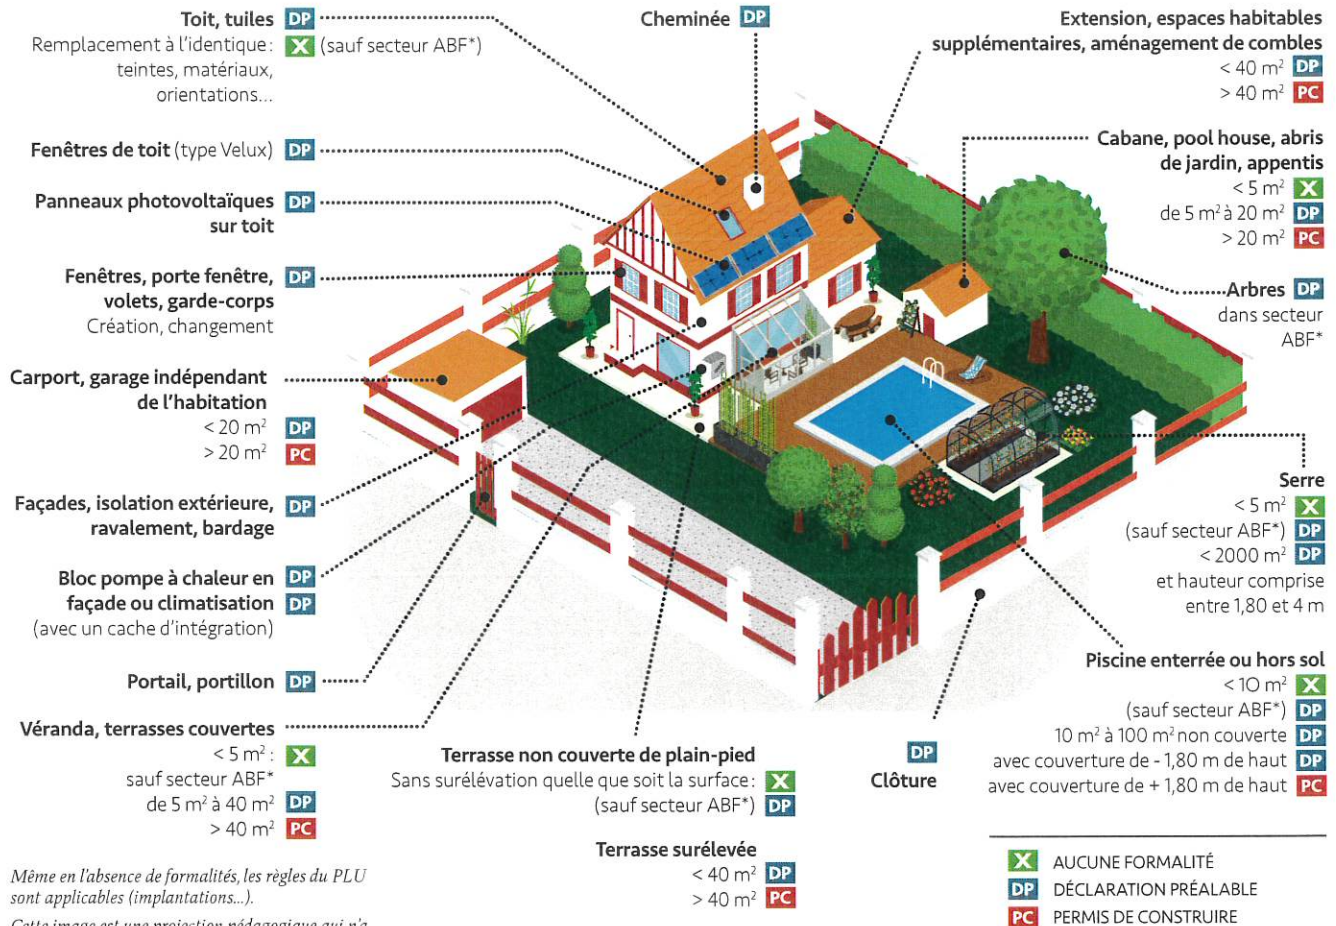 Toit, tuiles DP
Remplacement à l'identique : X (sauf secteur ABF*)
teintes, matériaux,
orientations...
Fenêtres de toit (type Velux) DP
Panneaux photovoltaïques DP
sur toit
Fenêtres, porte fenêtre, DP
volets, garde-corps
Création, changement
Carport, garage indépendant
de l'habitation
< 20 m² DP
> 20 m² PC
Façades, isolation extérieure, DP
ravalement, bardage
Bloc pompe à chaleur en DP
façade ou climatisation DP
(avec un cache d'intégration)
Portail, portillon DP
Véranda, terrasses couvertes
< 5 m² : X
sauf secteur ABF*
de 5 m² à 40 m² DP
> 40 m² PC
Même en l'absence de formalités, les règles du PLU
sont applicables (implantations...).
Cette image est une projection pédagogique qui n'a
Cheminée DP
Terrasse non couverte de plain-pied
Sans surélévation quelle que soit la surface : X
(sauf secteur ABF*) DP
Terrasse surélevée
< 40 m² DP
> 40 m² PC
DP
Clôture
Extension, espaces habitables
supplémentaires, aménagement de combles
< 40 m² DP
> 40 m² PC
Cabane, pool house, abris
de jardin, appentis
< 5 m² X
de 5 m² à 20 m² DP
> 20 m² PC
Arbres DP
dans secteur
ABF*
Serre
< 5 m² X
(sauf secteur ABF*) DP
< 2000 m² DP
et hauteur comprise
entre 1,80 et 4 m
Piscine enterrée ou hors sol
< 10 m² X
(sauf secteur ABF*) DP
10 m² à 100 m² non couverte DP
avec couverture de - 1,80 m de haut DP
avec couverture de + 1,80 m de haut PC
X AUCUNE FORMALITÉ
DP DÉCLARATION PRÉALABLE
PC PERMIS DE CONSTRUIRE